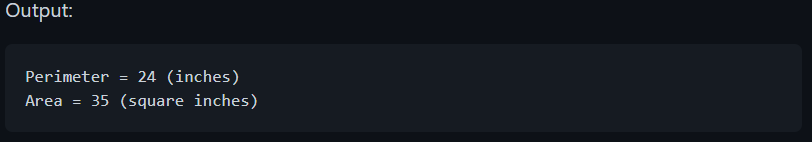 Output:
Perimeter = 24 (inches)
Area = 35 (square inches)